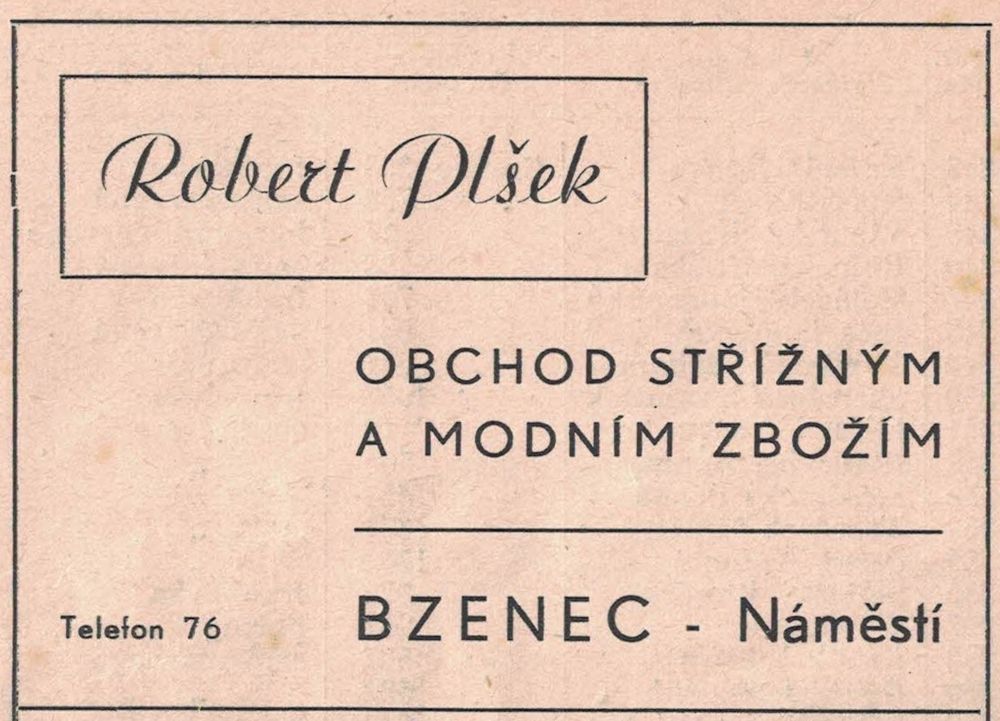 Robert Plšek
OBCHOD STŘÍŽNÝM
A MODNÍM ZBOŽÍM
BZENEC - Náměstí
Telefon 76